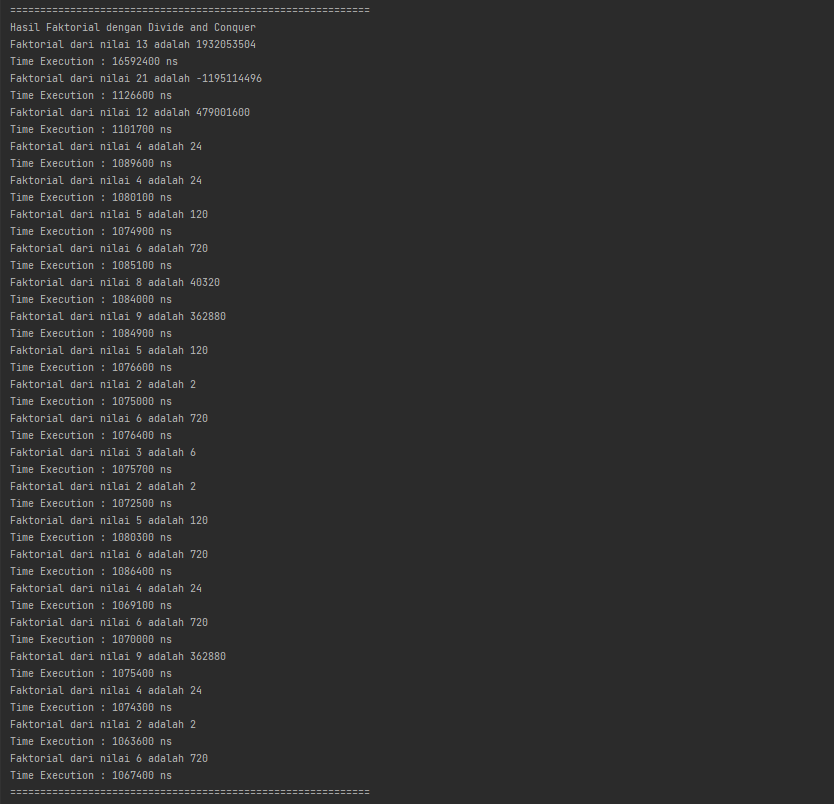 ============================================================
Hasil Faktorial dengan Divide and Conquer
Faktorial dari nilai 13 adalah 1932053504
Time Execution : 16592400 ns
Faktorial dari nilai 21 adalah -1195114496
Time Execution : 1126600 ns
Faktorial dari nilai 12 adalah 479001600
Time Execution : 1101700 ns
Faktorial dari nilai 4 adalah 24
Time Execution : 1089600 ns
Faktorial dari nilai 4 adalah 24
Time Execution : 1080100 ns
Faktorial dari nilai 5 adalah 120
Time Execution : 1074900 ns
Faktorial dari nilai 6 adalah 720
Time Execution : 1085100 ns
Faktorial dari nilai 8 adalah 40320
Time Execution : 1084000 ns
Faktorial dari nilai 9 adalah 362880
Time Execution : 1084900 ns
Faktorial dari nilai 5 adalah 120
Time Execution : 1076600 ns
Faktorial dari nilai 2 adalah 2
Time Execution : 1075000 ns
Faktorial dari nilai 6 adalah 720
Time Execution : 1076400 ns
Faktorial dari nilai 3 adalah 6
Time Execution : 1075700 ns
Faktorial dari nilai 2 adalah 2
Time Execution : 1072500 ns
Faktorial dari nilai 5 adalah 120
Time Execution : 1080300 ns
Faktorial dari nilai 6 adalah 720
Time Execution : 1086400 ns
Faktorial dari nilai 4 adalah 24
Time Execution : 1069100 ns
Faktorial dari nilai 6 adalah 720
Time Execution : 1070000 ns
Faktorial dari nilai 9 adalah 362880
Time Execution : 1075400 ns
Faktorial dari nilai 4 adalah 24
Time Execution : 1074300 ns
Faktorial dari nilai 2 adalah 2
Time Execution : 1063600 ns
Faktorial dari nilai 6 adalah 720
Time Execution : 1067400 ns
============================================================